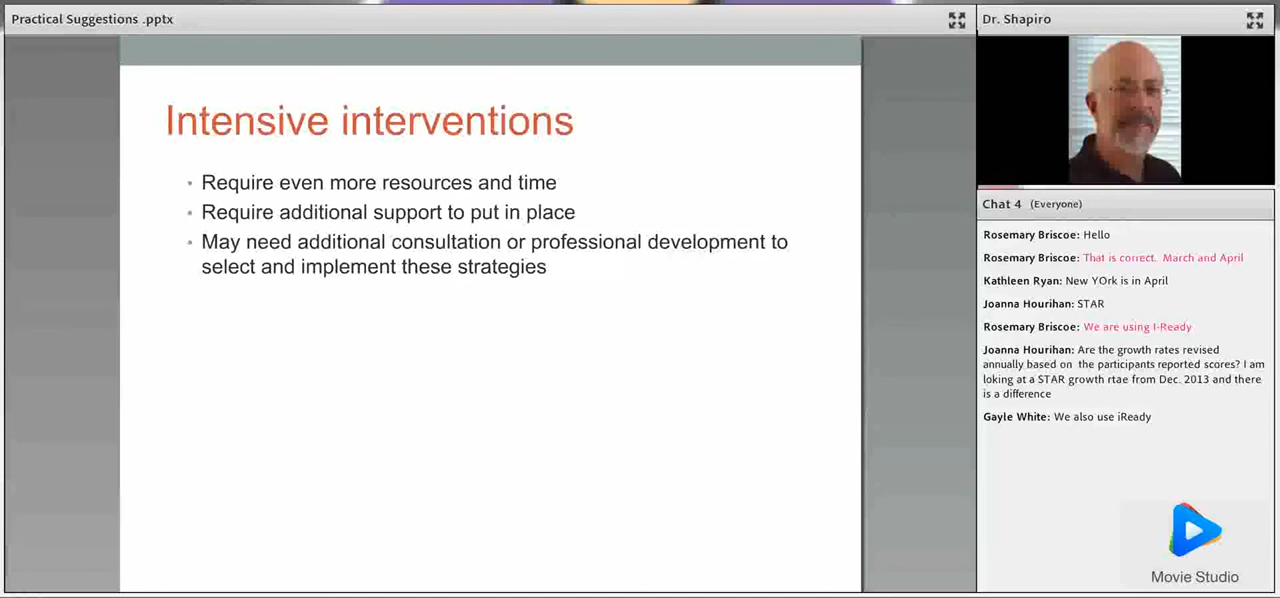 Practical Suggestions .pptx
Intensive interventions
• Require even more resources and time
• Require additional support to put in place
• May need additional consultation or professional development to
select and implement these strategies
Dr. Shapiro
Chat 4 (Everyone)
Rosemary Briscoe: Hello
Rosemary Briscoe: That is correct. March and April
Kathleen Ryan: New YOrk is in April
Joanna Hourihan: STAR
Rosemary Briscoe: We are using I-Ready
Joanna Hourihan: Are the growth rates revised
annually based on the participants reported scores? I am
loking at a STAR growth rtae from Dec. 2013 and there
is a difference
Gayle White: We also use iReady
Movie Studio